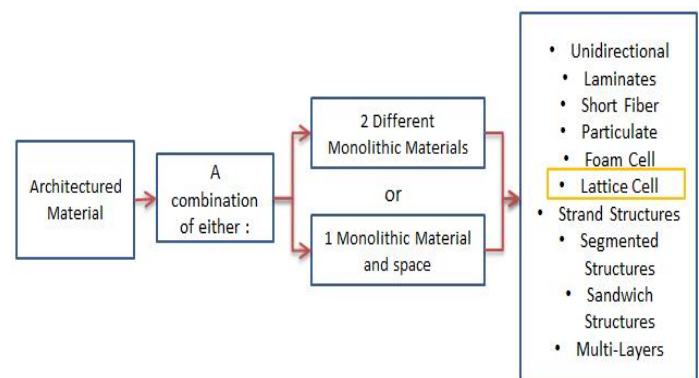 Architectured
Material
A
combination
of either :
2 Different
Monolithic Materials
or
1 Monolithic Material
and space
• Unidirectional
• Laminates
• Short Fiber
• Particulate
• Foam Cell
• Lattice Cell
• Strand Structures
• Segmented
Structures
• Sandwich
Structures
• Multi-Layers